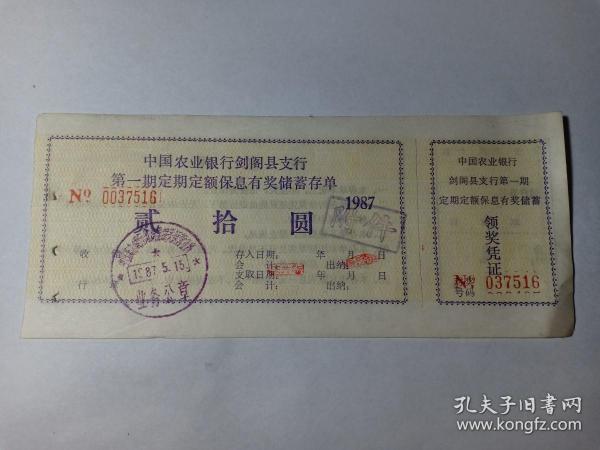 中国农业银行剑阁县支行
第一期定期定额保息有奖储蓄存单
No 0037516
1987
贰 拾 圆
收
行
存入日期： 年 月 日
会 计： 出纳：
支取日期： 年 月 日
会 计： 出纳：
1987.5.15
业务公章
中国农业银行
剑阁县支行第一期
定期定额保息有奖储蓄
领奖凭证
号码
No 037516
孔夫子旧书网
www.kongfz.com